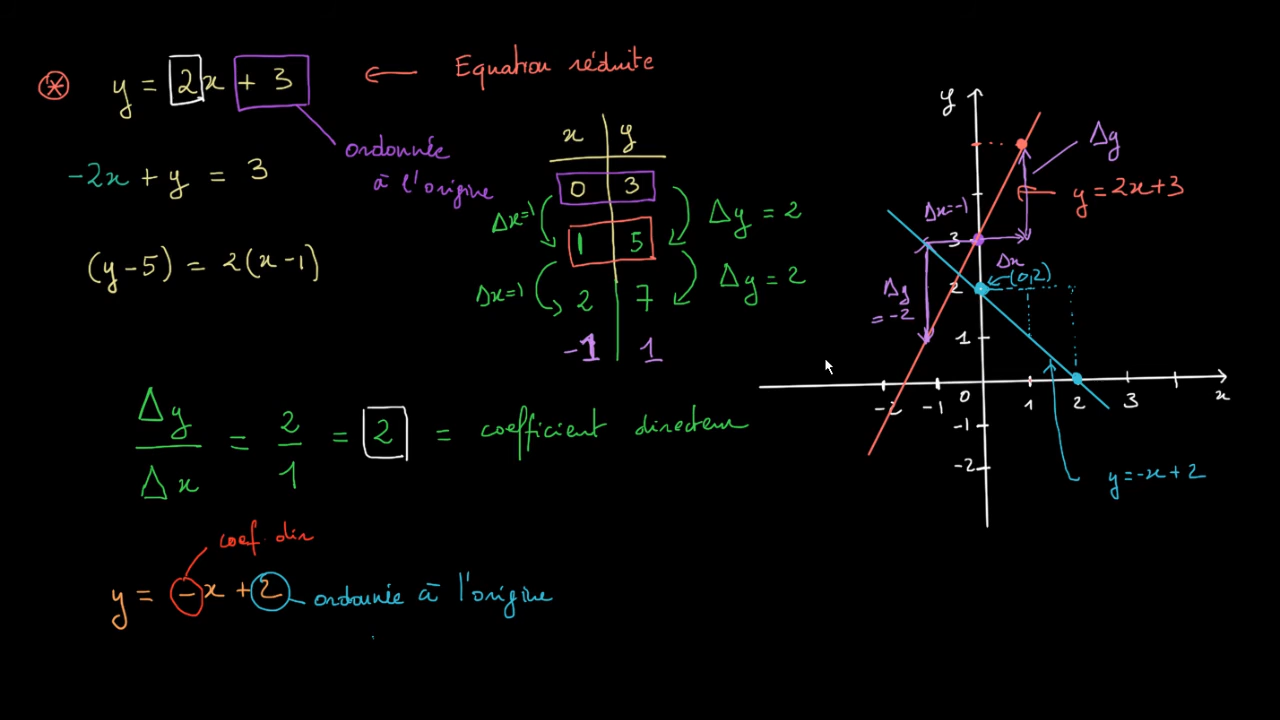 ⊛ y = 2x + 3 ← Equation réduite
ordonnée
à l'origine
-2x + y = 3
(y-5) = 2(x-1)
x y
0 3
Δx=1 Δy = 2
1 5
Δx=1 Δy = 2
2 7
-1 1
Δy/Δx = 2/1 = 2 = coefficient directeur
coef. dir
y = -x + 2 ordonnée à l'origine
y
Δy
y = 2x+3
Δx=-1
3
Δx
(0,2)
2
Δy
= -2
1
-2 -1 0 1 2 3 x
-1
-2
y=-x+2